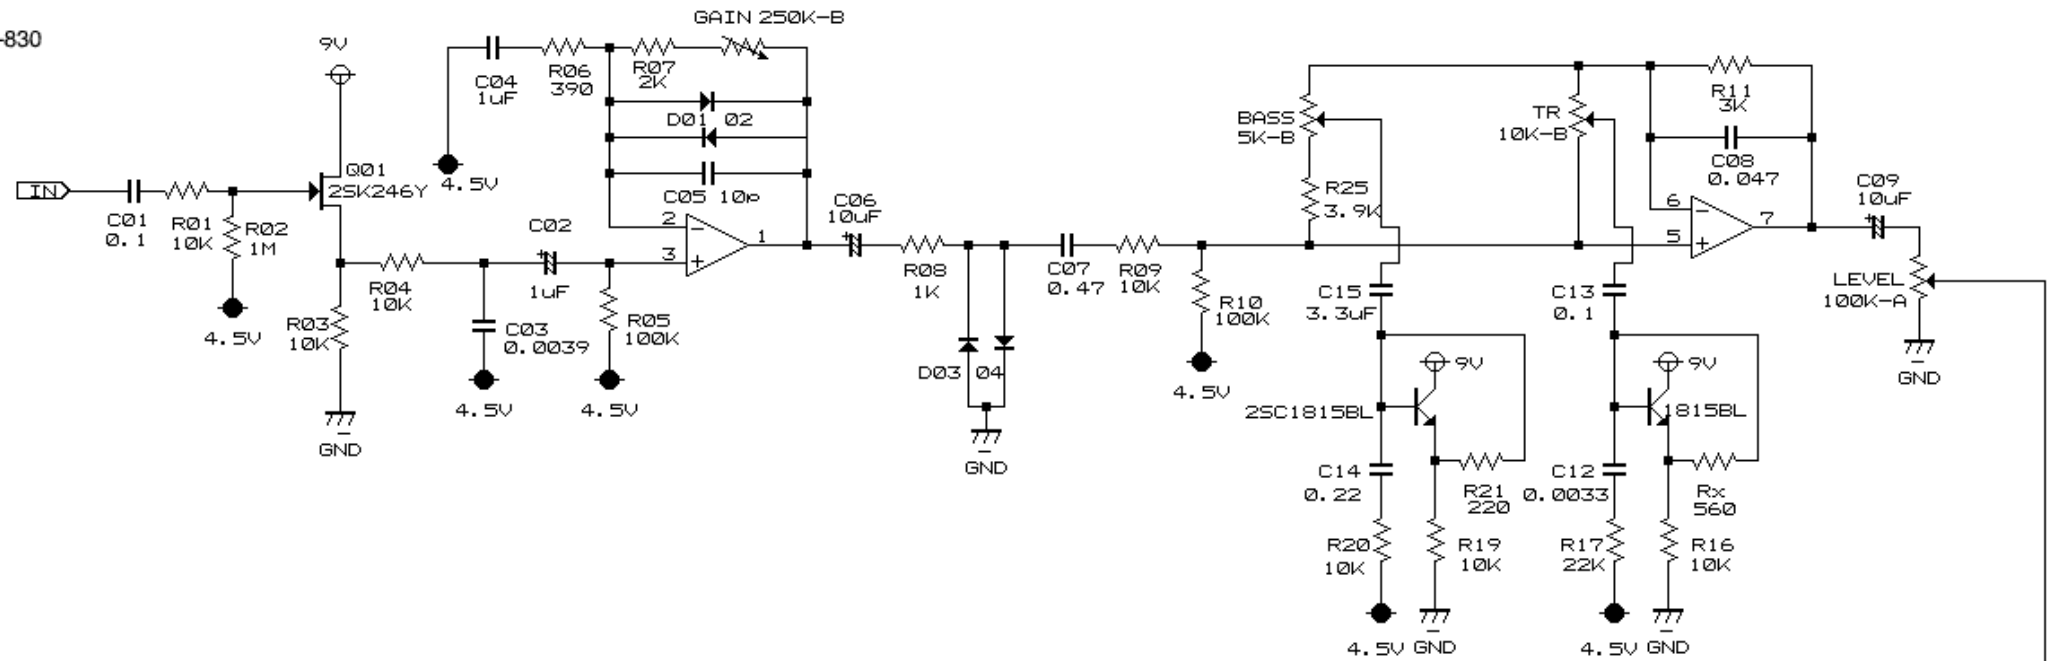 -830
GAIN 250K-B
9V
C04
1uF
R06
390
R07
2K
D01 02
C05 10p
4.5V
IN
C01
0.1
R01
10K
R02
1M
4.5V
Q01
2SK246Y
R03
10K
GND
R04
10K
C03
0.0039
4.5V
C02
+
1uF
R05
100K
4.5V
2
-
3
+
1
C06
10uF
+
R08
1K
D03 04
GND
C07
0.47
R09
10K
R10
100K
4.5V
BASS
5K-B
R25
3.9K
TR
10K-B
R11
3K
C08
0.047
6
-
5
+
7
C09
10uF
+
LEVEL
100K-A
GND
C15
3.3uF
9V
2SC1815BL
C14
0.22
R21
220
R20
10K
R19
10K
4.5V GND
C13
0.1
9V
1815BL
C12
0.0033
Rx
560
R17
22K
R16
10K
4.5V GND